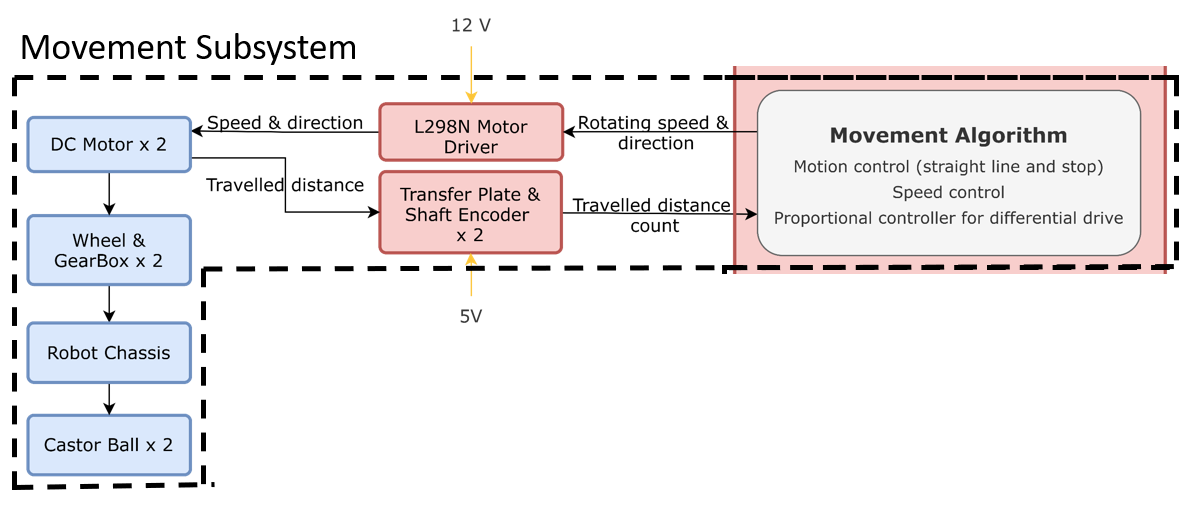 12 V
Movement Subsystem
DC Motor x 2
Speed & direction
L298N Motor
Driver
Rotating speed &
direction
Movement Algorithm
Motion control (straight line and stop)
Speed control
Proportional controller for differential drive
Travelled distance
Transfer Plate &
Shaft Encoder
x 2
Travelled distance
count
Wheel &
GearBox x 2
5V
Robot Chassis
Castor Ball x 2